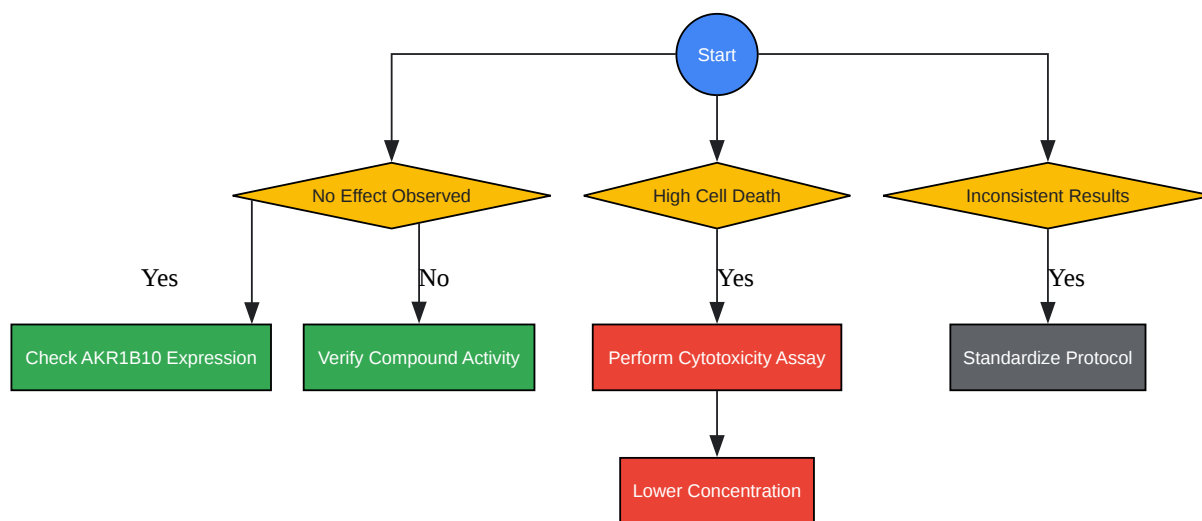 Start
No Effect Observed
High Cell Death
Inconsistent Results
Yes
No
Yes
Yes
Check AKR1B10 Expression
Verify Compound Activity
Perform Cytotoxicity Assay
Standardize Protocol
Lower Concentration